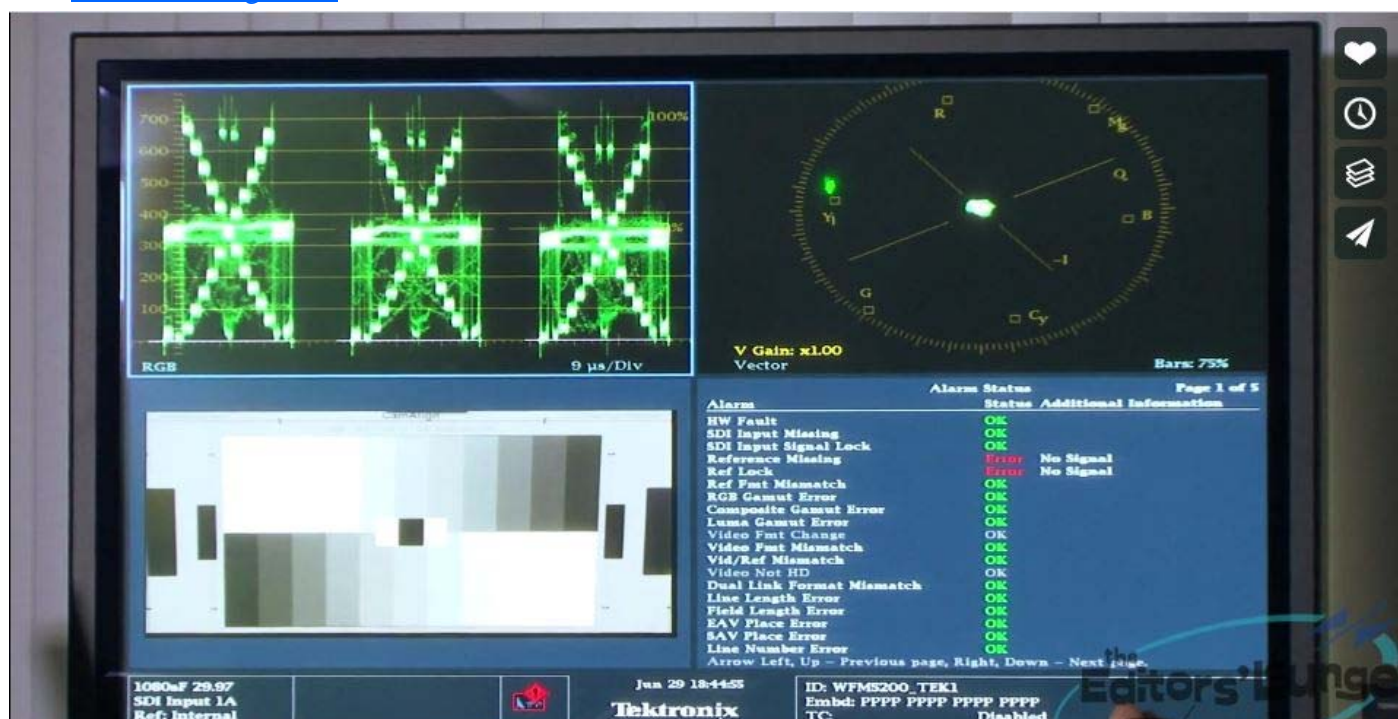 700
600
500
400
300
200
100
100%
RGB
9 µs/Div
R
Mg
Q
B
Yi
-I
G
Cy
V Gain: x1.00
Vector
Bars: 75%
CamAlign
Alarm Status Page 1 of 5
Alarm Status Additional Information
HW Fault OK
SDI Input Missing OK
SDI Input Signal Lock OK
Reference Missing Error No Signal
Ref Lock Error No Signal
Ref Fmt Mismatch OK
RGB Gamut Error OK
Composite Gamut Error OK
Luma Gamut Error OK
Video Fmt Change OK
Video Fmt Mismatch OK
Vid/Ref Mismatch OK
Video Not HD OK
Dual Link Format Mismatch OK
Line Length Error OK
Field Length Error OK
EAV Place Error OK
SAV Place Error OK
Line Number Error OK
Arrow Left, Up – Previous page, Right, Down – Next page.
1080sF 29.97
SDI Input 1A
Ref: Internal
Jun 29 18:44:55
Tektronix
ID: WFM5200_TEK1
Embd: PPPP PPPP PPPP PPPP
TC: Disabled
the
Editors' Lounge